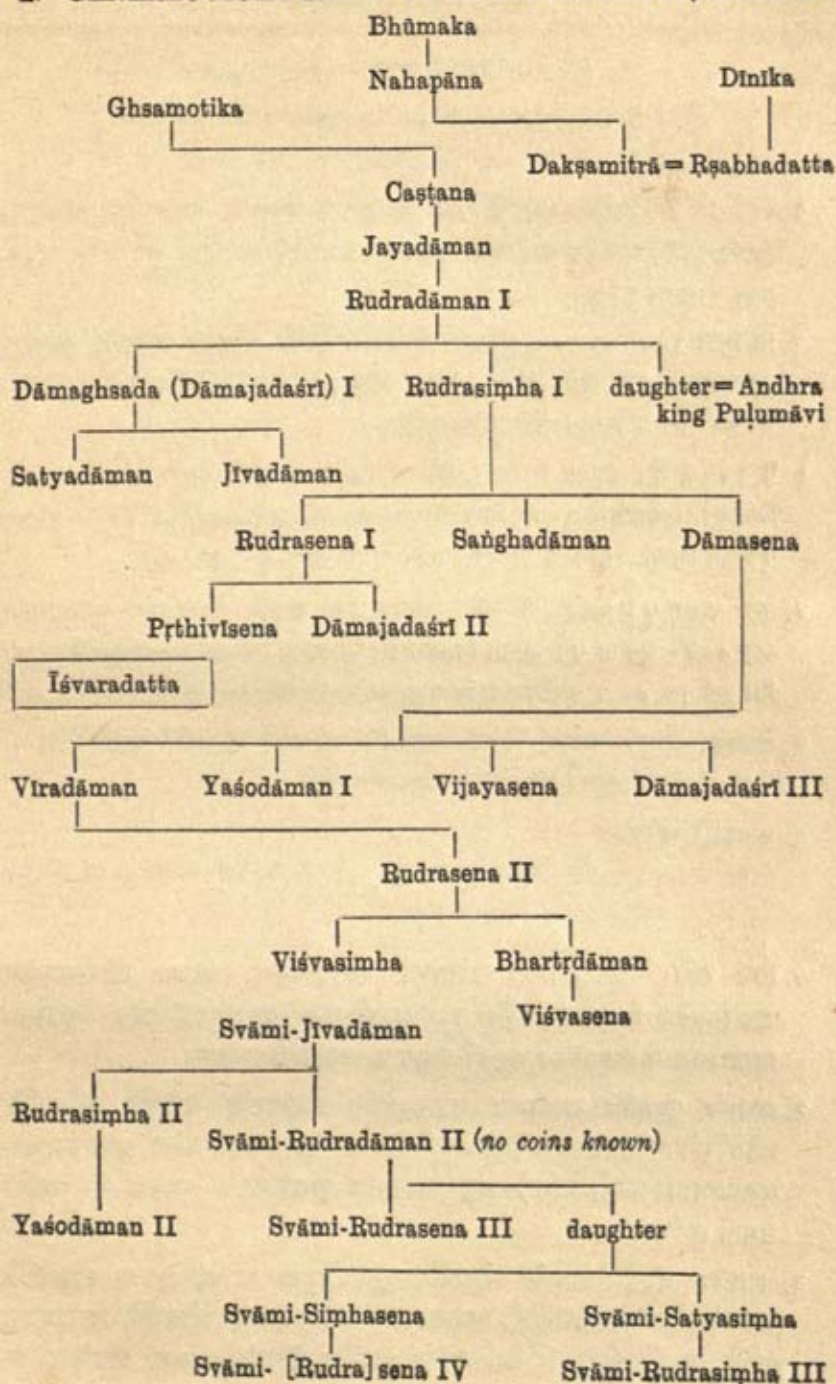 Bhūmaka
Nahapāna Dīnīka
Ghsamotika
Dakṣamitrā = Ṛṣabhadatta
Caṣṭana
Jayadāman
Rudradāman I
Dāmaghsada (Dāmajadaśrī) I Rudrasiṃha I daughter = Andhra
king Puḷumāvi
Satyadāman Jīvadāman
Rudrasena I Saṅghadāman Dāmasena
Pṛthivīsena Dāmajadaśrī II
Īśvaradatta
Vīradāman Yaśodāman I Vijayasena Dāmajadaśrī III
Rudrasena II
Viśvasiṃha Bhartṛdāman
Viśvasena
Svāmi-Jīvadāman
Rudrasiṃha II
Svāmi-Rudradāman II (no coins known)
Yaśodāman II Svāmi-Rudrasena III daughter
Svāmi-Siṃhasena Svāmi-Satyasiṃha
Svāmi- [Rudra] sena IV Svāmi-Rudrasiṃha III